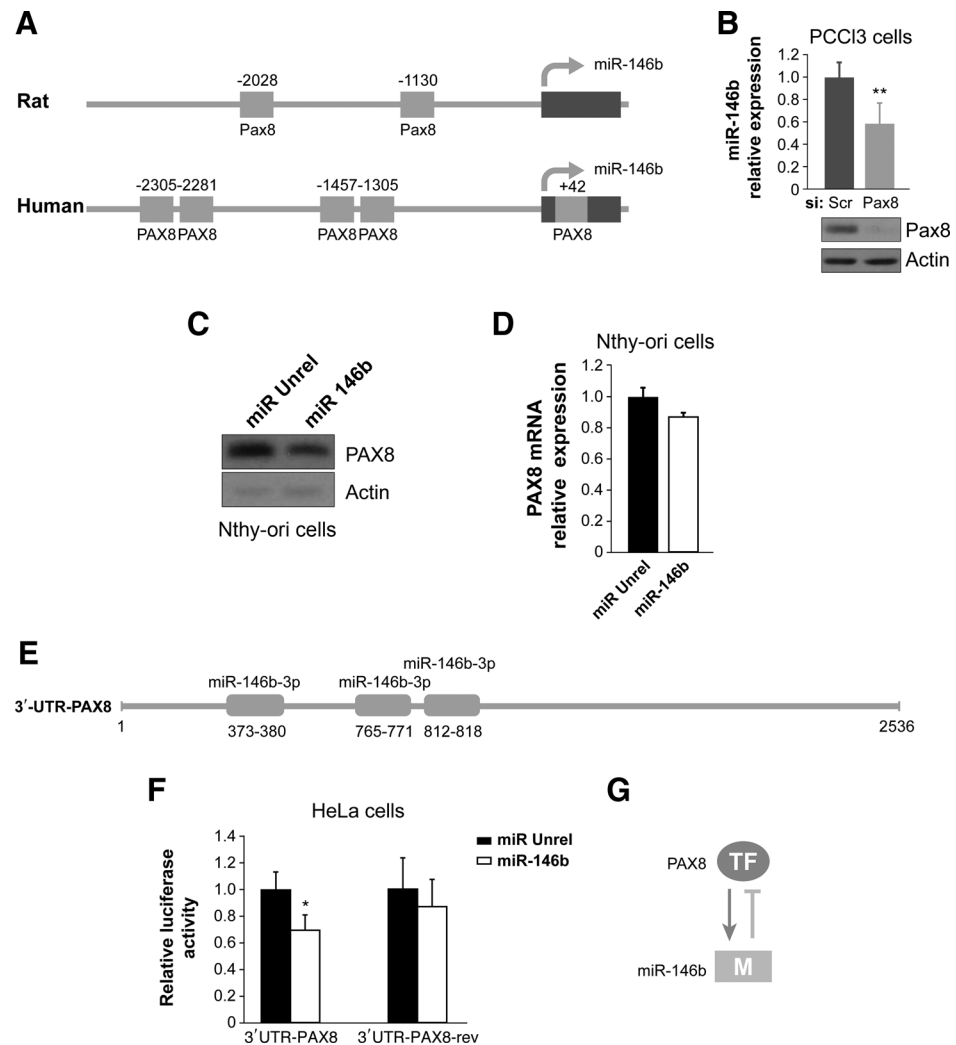 A
Rat
-2028
-1130
miR-146b
Pax8
Pax8
Human
-2305-2281
-1457-1305
+42
miR-146b
PAX8PAX8
PAX8PAX8
PAX8
B
PCCl3 cells
miR-146b
relative expression
1.2
1.0
0.8
0.6
0.4
0.2
0
**
si: Scr Pax8
Pax8
Actin
C
miR Unrel
miR 146b
PAX8
Actin
Nthy-ori cells
D
Nthy-ori cells
PAX8 mRNA
relative expression
1.2
1.0
0.8
0.6
0.4
0.2
0
miR Unrel
miR-146b
E
3′-UTR-PAX8
miR-146b-3p
miR-146b-3p
miR-146b-3p
1
373-380
765-771
812-818
2536
F
HeLa cells
Relative luciferase
activity
1.4
1.2
1.0
0.8
0.6
0.4
0.2
0
*
miR Unrel
miR-146b
3′UTR-PAX8
3′UTR-PAX8-rev
G
PAX8
TF
miR-146b
M